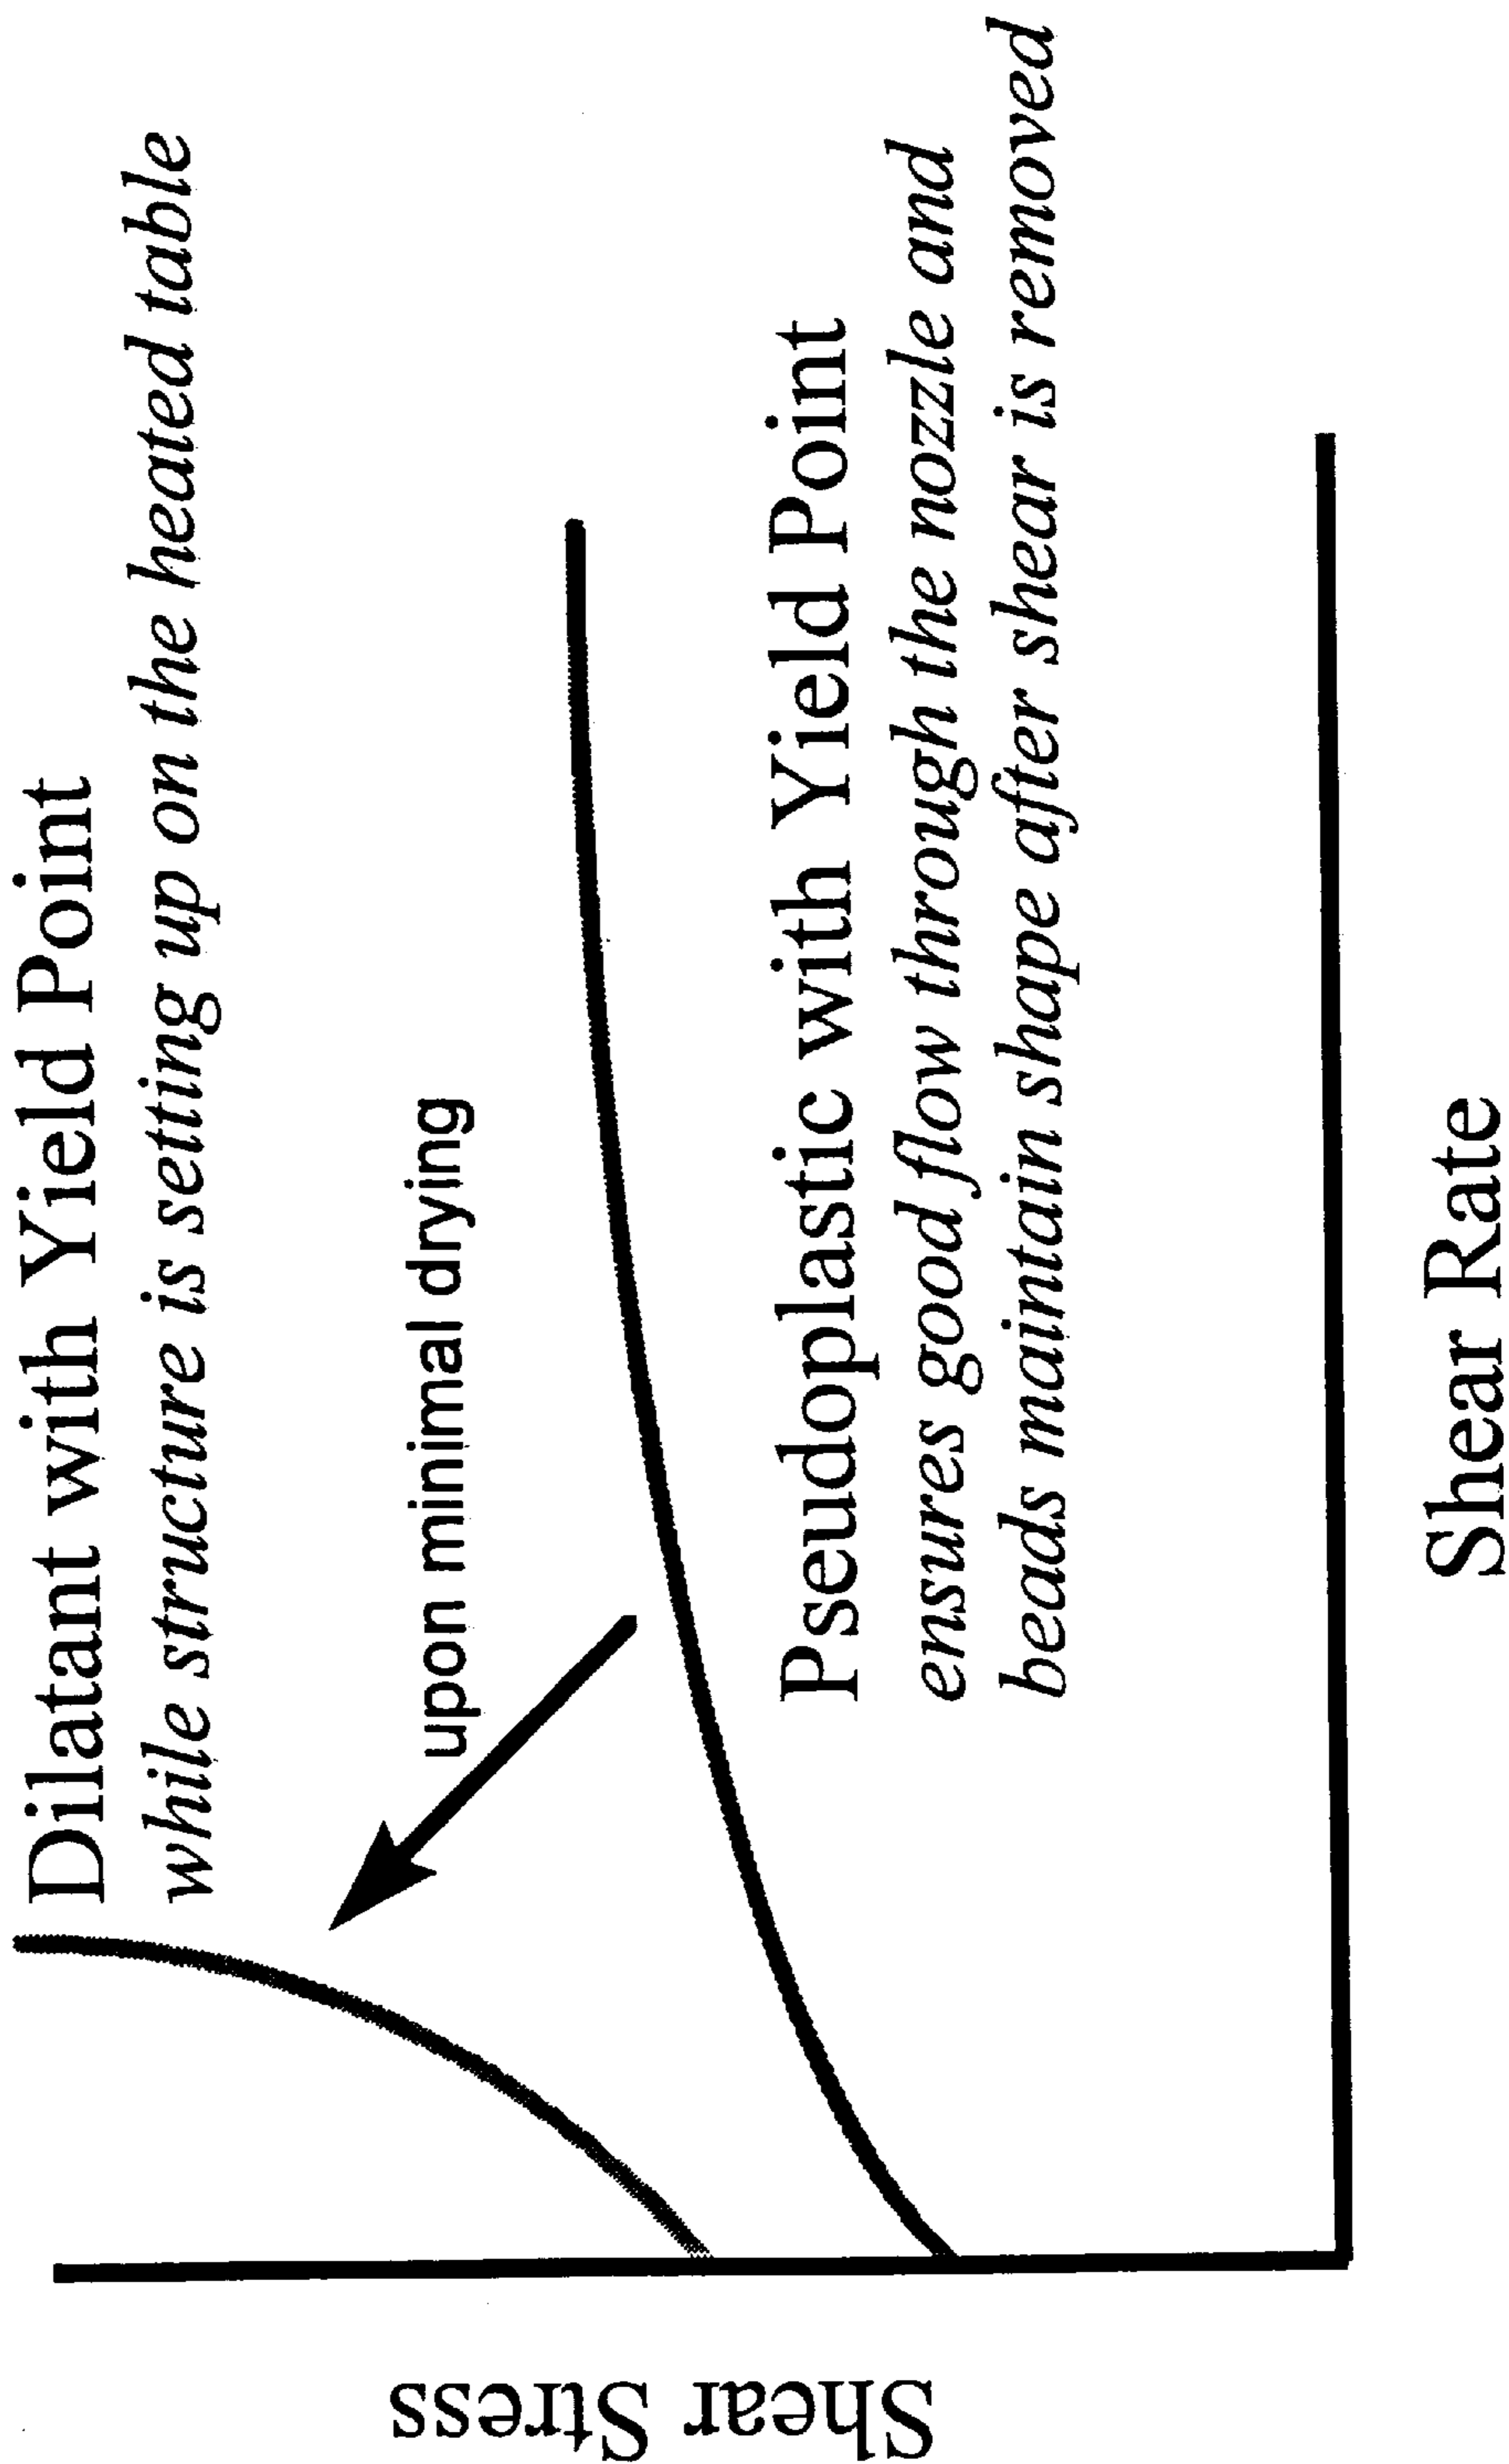 Dilatant with Yield Point
while structure is setting up on the heated table
upon minimal drying
Pseudoplastic with Yield Point
ensures good flow through the nozzle and
beads maintain shape after shear is removed
Shear Stress
Shear Rate